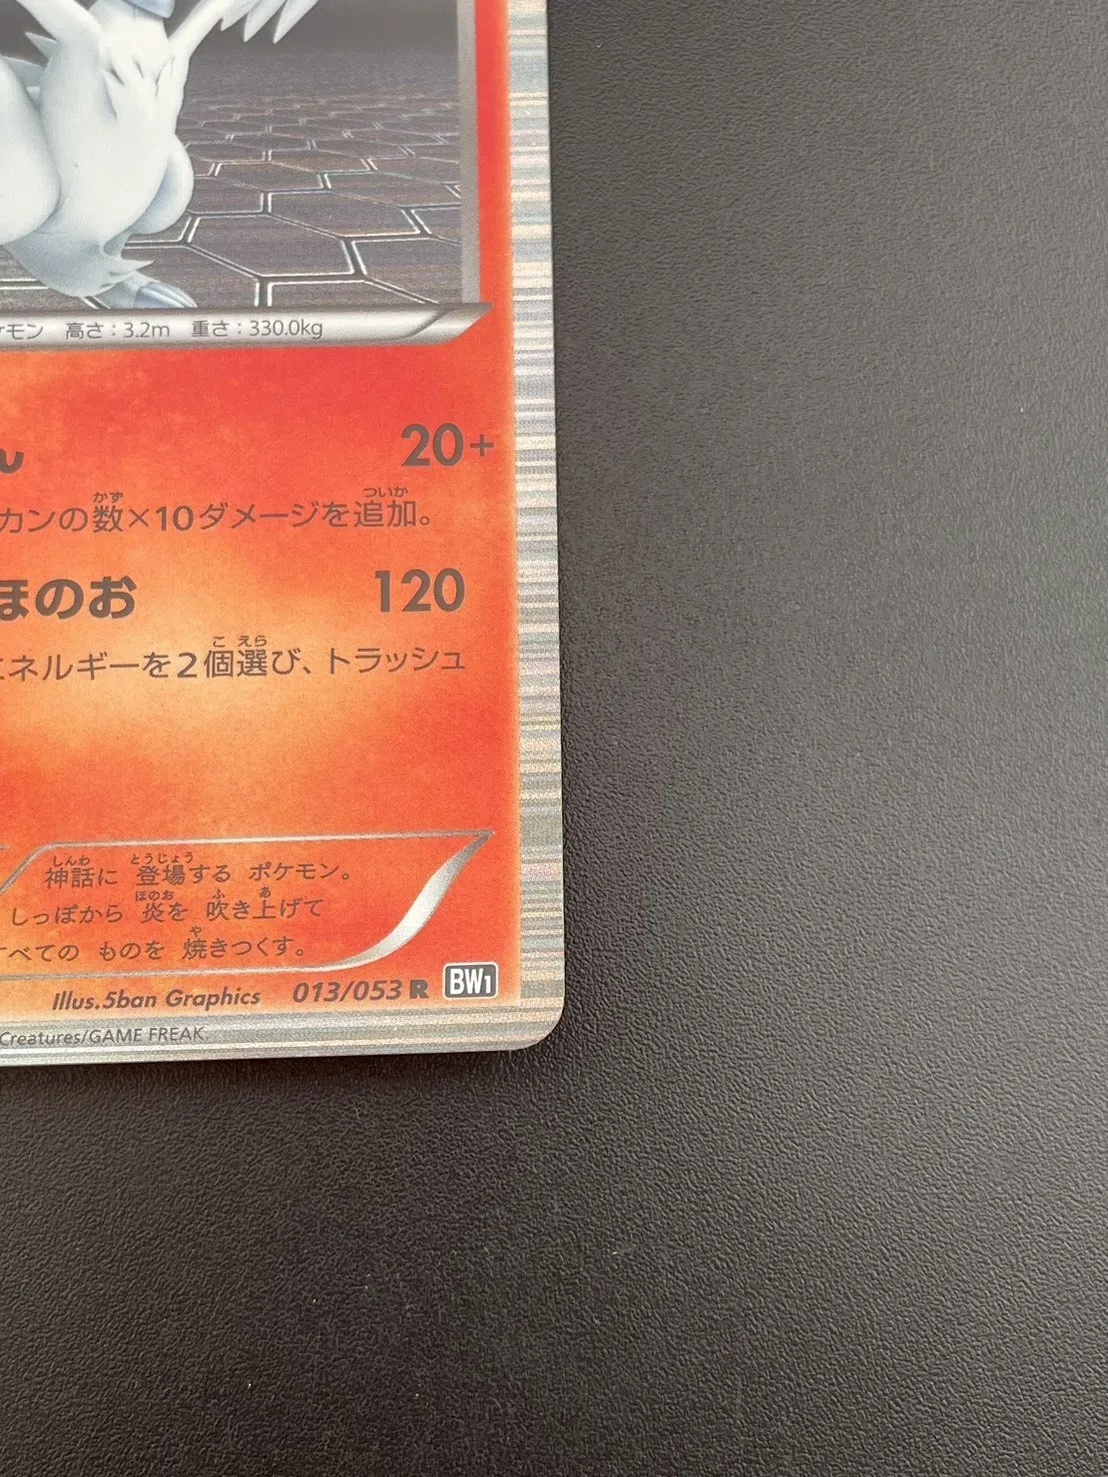 ケモン 高さ：3.2m 重さ：330.0kg
ん 20+
カンの数×10ダメージを追加。
かず ついか
ほのお 120
エネルギーを2個選び、トラッシュ
こ えら
神話に 登場する ポケモン。
しんわ とうじょう
しっぽから 炎を 吹き上げて
ほのお ふ あ
すべての ものを 焼きつくす。
や
Illus.5ban Graphics 013/053 R BW1
Creatures/GAME FREAK.